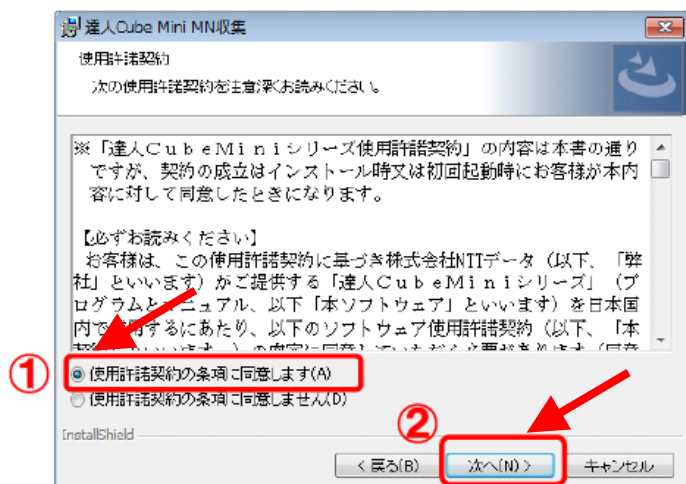 達人Cube Mini MN収集
使用許諾契約
次の使用許諾契約を注意深くお読みください。
※「達人CubeMiniシリーズ使用許諾契約」の内容は本書の通り
ですが、契約の成立はインストール時又は初回起動時にお客様が本内
容に対して同意したときになります。
【必ずお読みください】
お客様は、この使用許諾契約に基づき株式会社NTTデータ（以下、「弊
社」といいます）がご提供する「達人CubeMiniシリーズ」（プ
ログラムとマニュアル、以下「本ソフトウェア」といいます）を日本国
内で使用するにあたり、以下のソフトウェア使用許諾契約（以下、「本
① 使用許諾契約の条項に同意します(A)
使用許諾契約の条項に同意しません(D)
②
InstallShield
< 戻る(B) 次へ(N) > キャンセル